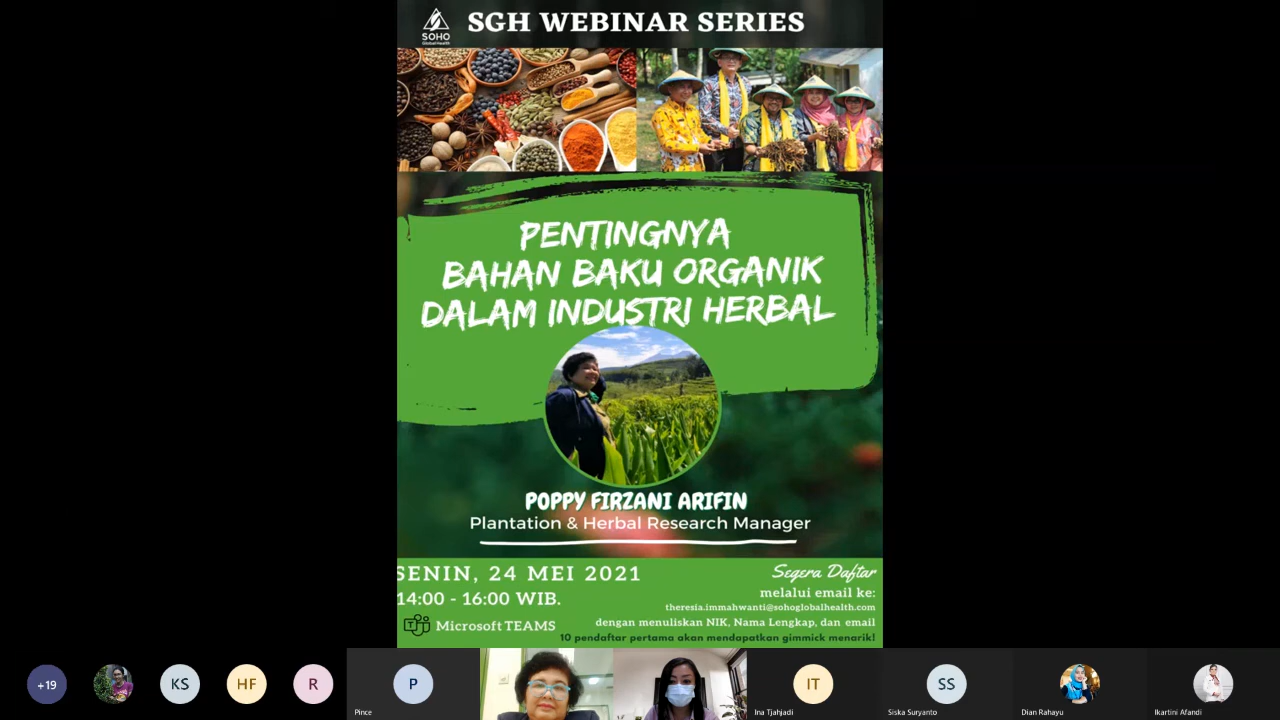 SOHO
Global Health
SGH WEBINAR SERIES
PENTINGNYA
BAHAN BAKU ORGANIK
DALAM INDUSTRI HERBAL
POPPY FIRZANI ARIFIN
Plantation & Herbal Research Manager
SENIN, 24 MEI 2021
14:00 - 16:00 WIB.
Microsoft TEAMS
Segera Daftar
melalui email ke:
theresia.immahwanti@sohoglobalhealth.com
dengan menuliskan NIK, Nama Lengkap, dan email
10 pendaftar pertama akan mendapatkan gimmick menarik!
+19
KS
HF
R
P
Pince
IT
Ina Tjahjadi
SS
Siska Suryanto
Dian Rahayu
Ikartini Afandi